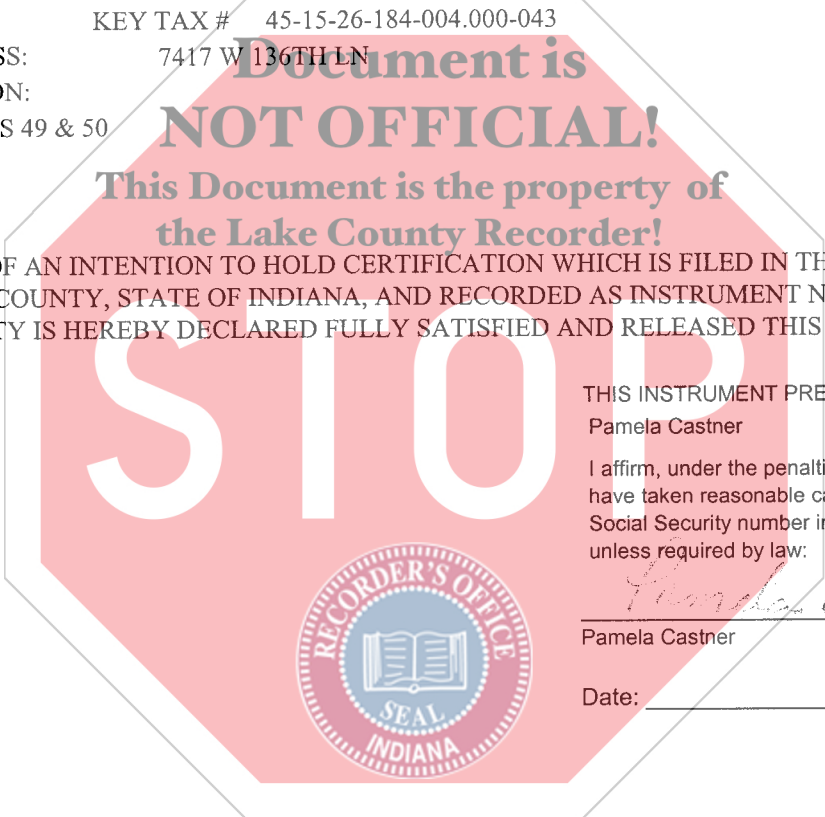 KEY TAX # 45-15-26-184-004.000-043
SS: 7417 W 136TH LN
ON:
S 49 & 50
Document is
NOT OFFICIAL!
This Document is the property of
the Lake County Recorder!
OF AN INTENTION TO HOLD CERTIFICATION WHICH IS FILED IN TH
COUNTY, STATE OF INDIANA, AND RECORDED AS INSTRUMENT N
TY IS HEREBY DECLARED FULLY SATISFIED AND RELEASED THIS
STOP
THIS INSTRUMENT PRE
Pamela Castner
I affirm, under the penalti
have taken reasonable ca
Social Security number in
unless required by law:
Pamela
Pamela Castner
Date:
RECORDER'S OFFICE
SEAL
INDIANA